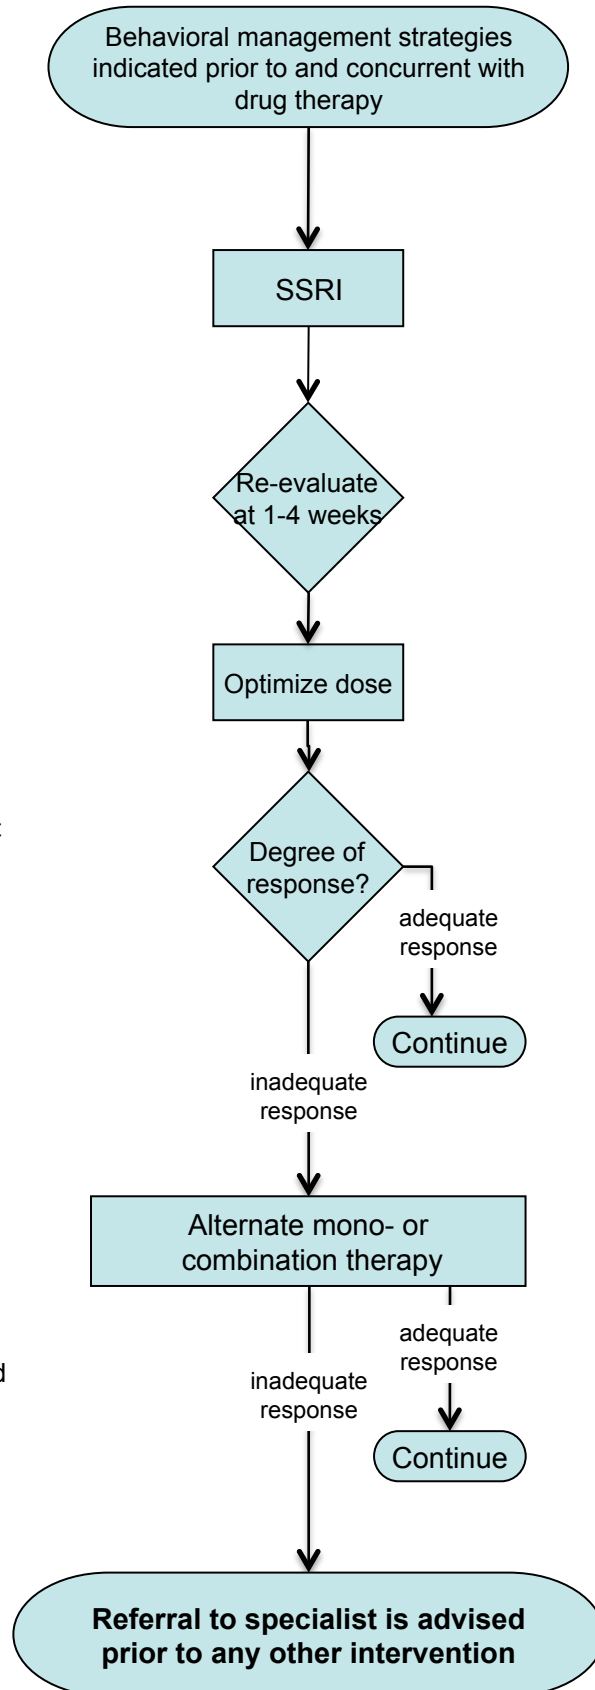 Behavioral management strategies
indicated prior to and concurrent with
drug therapy
SSRI
Re-evaluate
at 1-4 weeks
Optimize dose
Degree of
response?
adequate
response
Continue
inadequate
response
Alternate mono- or
combination therapy
adequate
response
inadequate
response
Continue
Referral to specialist is advised
prior to any other intervention